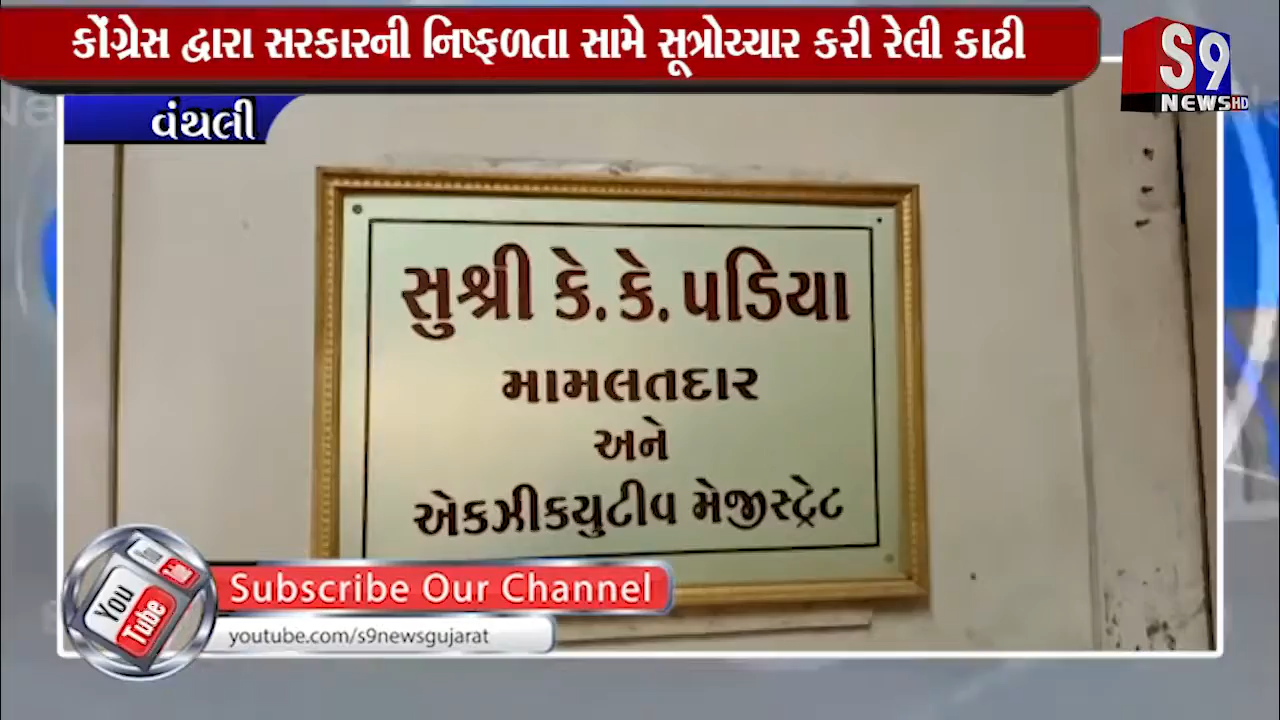 કોંગ્રેસ દ્વારા સરકારની નિષ્ફળતા સામે સૂત્રોચ્ચાર કરી રેલી કાઢી
S9
NEWS HD
વંથલી
સુશ્રી કે. કે. પડિયા
મામલતદાર
અને
એકઝીકયુટીવ મેજીસ્ટ્રેટ
You
Tube
Subscribe Our Channel
youtube.com/s9newsgujarat